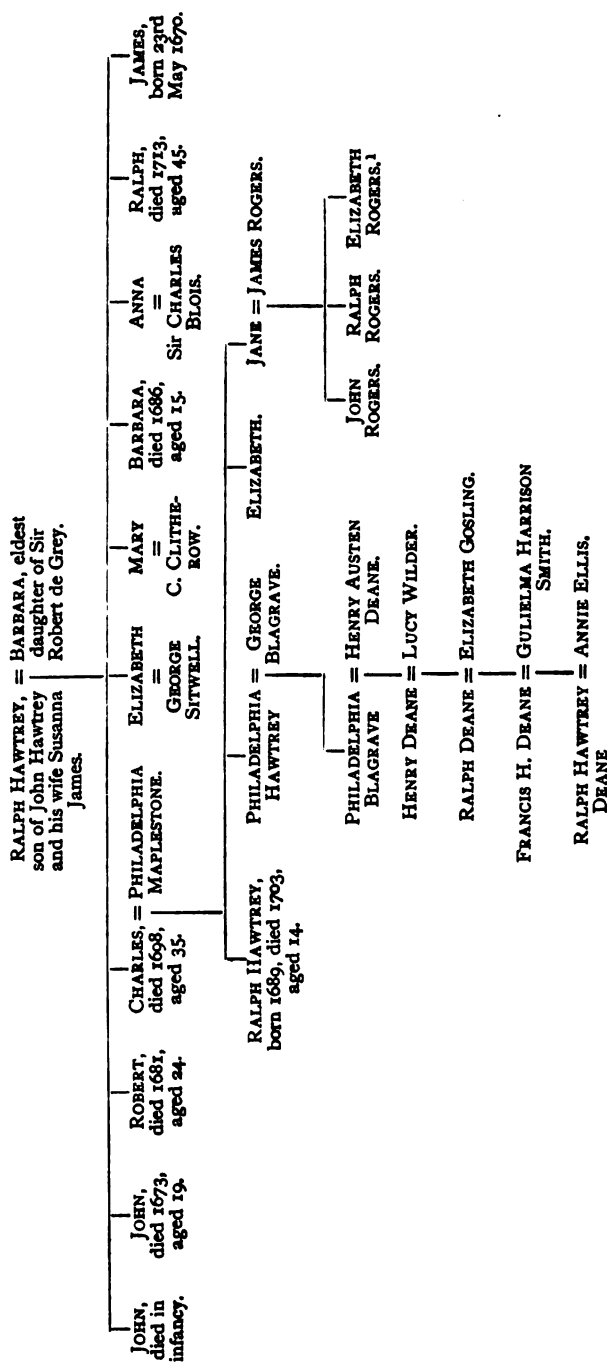 RALPH HAWTREY, = BARBARA, eldest
son of John Hawtrey daughter of Sir
and his wife Susanna Robert de Grey.
James.
JOHN,
died in
infancy.
JOHN,
died 1673,
aged 19.
ROBERT,
died 1681,
aged 24.
CHARLES, = PHILADELPHIA
died 1698, MAPLESTONE.
aged 35.
ELIZABETH
=
GEORGE
SITWELL.
MARY
=
C. CLITHE-
ROW.
BARBARA,
died 1686,
aged 15.
ANNA
=
Sir CHARLES
BLOIS.
RALPH,
died 1713,
aged 45.
JAMES,
born 23rd
May 1670.
RALPH HAWTREY,
born 1689, died 1703,
aged 14.
PHILADELPHIA = GEORGE
HAWTREY BLAGRAVE.
ELIZABETH.
JANE = JAMES ROGERS.
PHILADELPHIA = HENRY AUSTEN
BLAGRAVE DEANE.
JOHN
ROGERS.
RALPH
ROGERS.
ELIZABETH
ROGERS.¹
HENRY DEANE = LUCY WILDER.
RALPH DEANE = ELIZABETH GOSLING.
FRANCIS H. DEANE = GULIELMA HARRISON
SMITH.
RALPH HAWTREY = ANNIE ELLIS.
DEANE